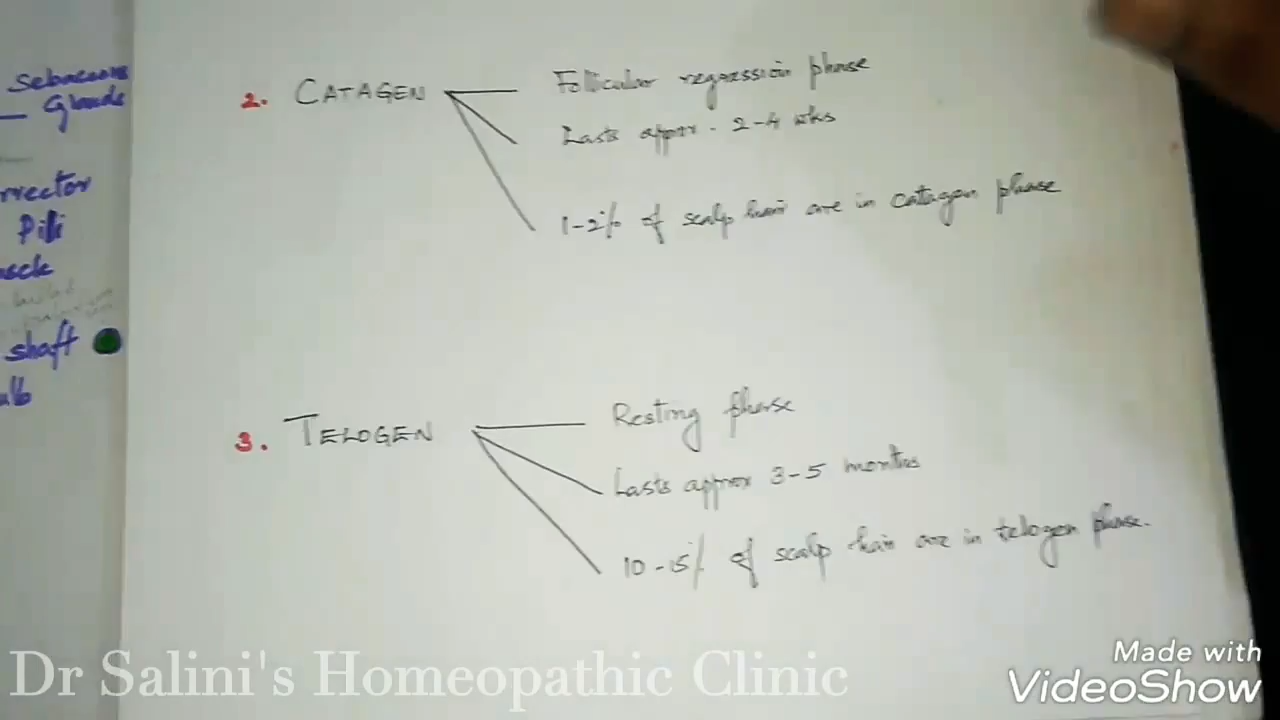 Sebaceous
Glands
rrector
Pili
shaft
2. CATAGEN
Follicular regression phase
Lasts approx. 2-4 wks
1-2% of scalp hair are in catagen phase
3. TELOGEN
Resting phase
Lasts approx 3-5 months
10-15% of scalp hair are in telogen phase.
Dr Salini's Homeopathic Clinic
Made with
VideoShow